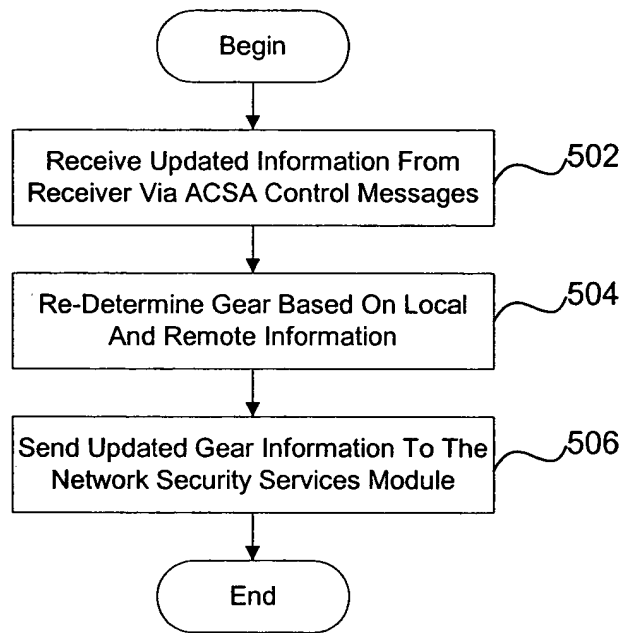 Begin
Receive Updated Information From
Receiver Via ACSA Control Messages
502
Re-Determine Gear Based On Local
And Remote Information
504
Send Updated Gear Information To The
Network Security Services Module
506
End